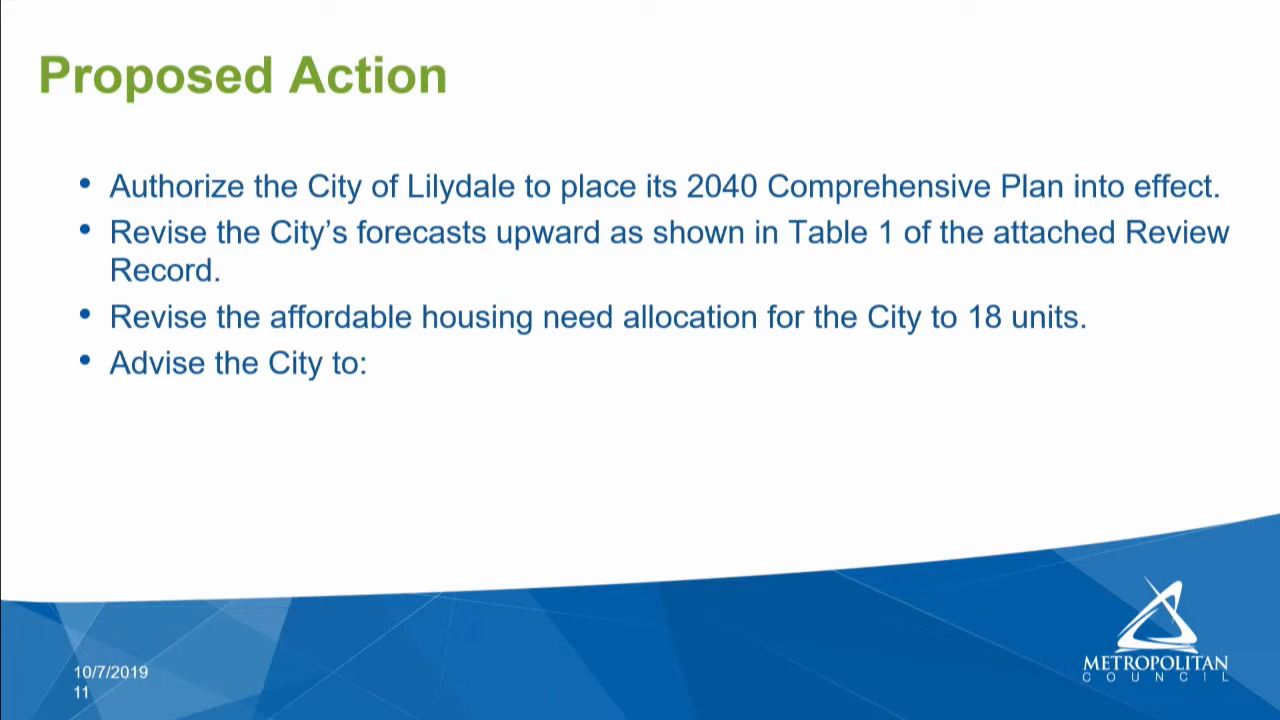 Proposed Action
• Authorize the City of Lilydale to place its 2040 Comprehensive Plan into effect.
• Revise the City’s forecasts upward as shown in Table 1 of the attached Review
Record.
• Revise the affordable housing need allocation for the City to 18 units.
• Advise the City to:
10/7/2019
11
METROPOLITAN
COUNCIL